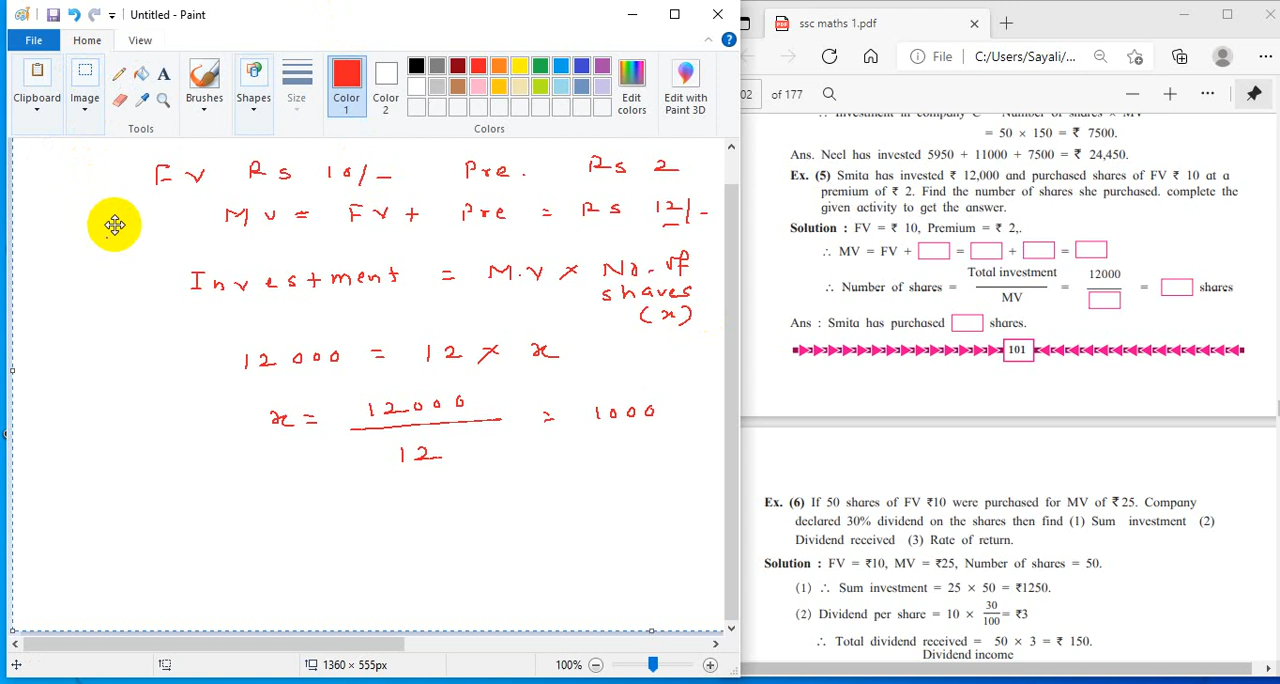 Untitled - Paint
File
Home
View
Clipboard
Image
Tools
Brushes
Shapes
Size
Color 1
Color 2
Edit colors
Edit with Paint 3D
Colors
FV Rs 10/- Pre. Rs 2
MV = FV + Pre = Rs 12/-
Investment = M.V × No. of
shares
(x)
12000 = 12 × x
x = 12000 / 12 = 1000
1360 × 555px
100%
ssc maths 1.pdf
File
C:/Users/Sayali/...
02
of 177
= 50 × 150 = ₹ 7500.
Ans. Neel has invested 5950 + 11000 + 7500 = ₹ 24,450.
Ex. (5) Smita has invested ₹ 12,000 and purchased shares of FV ₹ 10 at a
premium of ₹ 2. Find the number of shares she purchased. complete the
given activity to get the answer.
Solution : FV = ₹ 10, Premium = ₹ 2,.
∴ MV = FV + □ = □ + □ = □
∴ Number of shares = Total investment / MV = 12000 / □ = □ shares
Ans : Smita has purchased □ shares.
101
Ex. (6) If 50 shares of FV ₹10 were purchased for MV of ₹25. Company
declared 30% dividend on the shares then find (1) Sum investment (2)
Dividend received (3) Rate of return.
Solution : FV = ₹10, MV = ₹25, Number of shares = 50.
(1) ∴ Sum investment = 25 × 50 = ₹1250.
(2) Dividend per share = 10 × 30/100 = ₹3
∴ Total dividend received = 50 × 3 = ₹ 150.
Dividend income